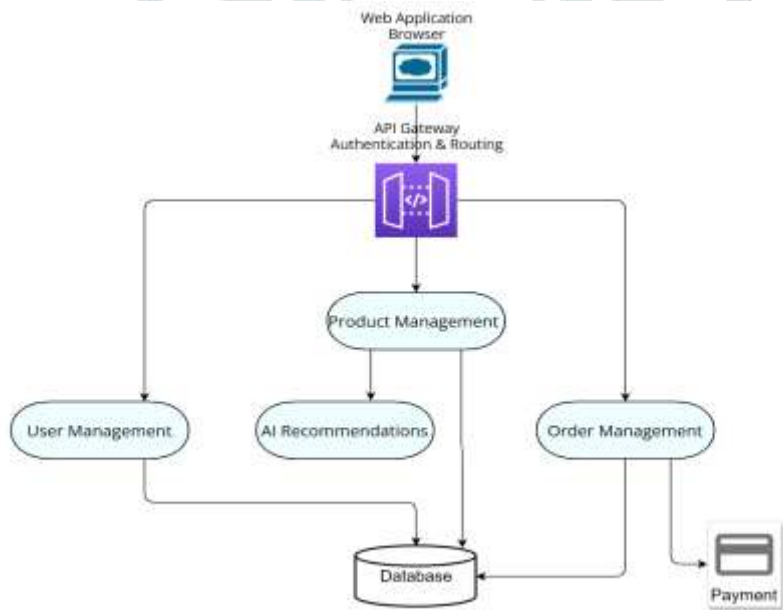 Web Application
Browser
API Gateway
Authentication & Routing
</>
Product Management
User Management
AI Recommendations
Order Management
Database
Payment